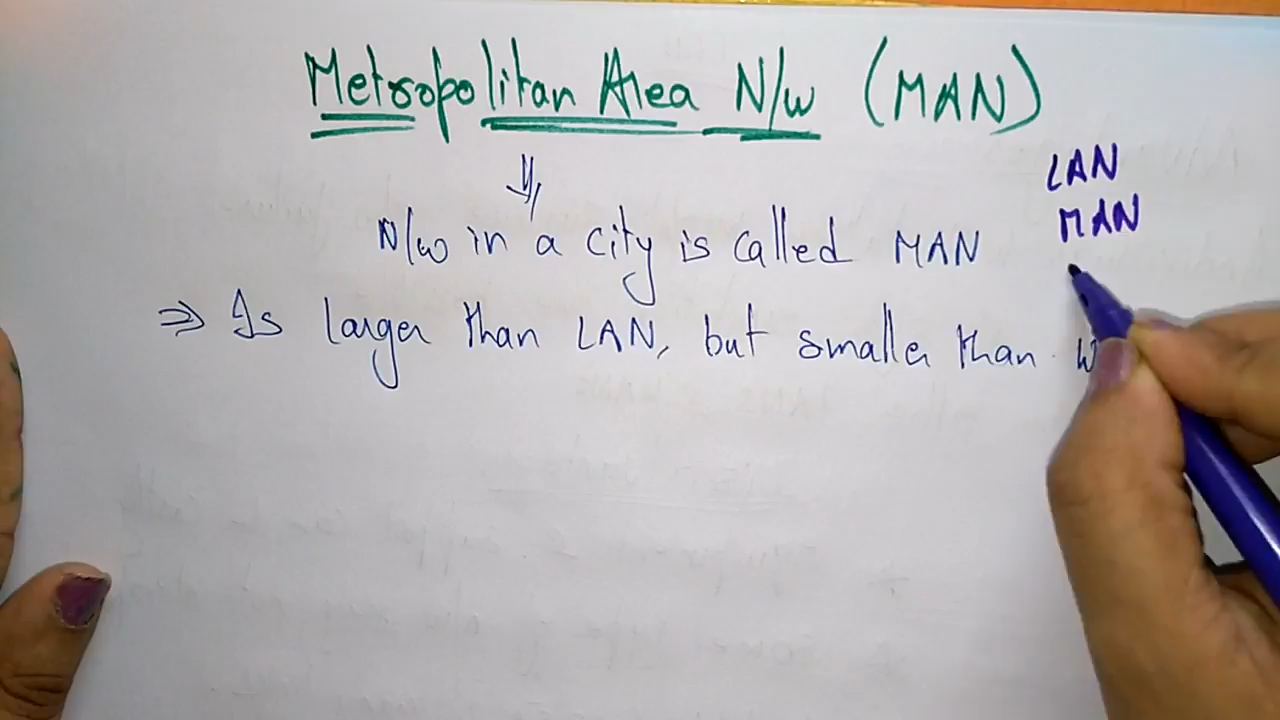 Metropolitan Area N/w (MAN)
LAN
MAN
N/w in a city is called MAN
⇒ Is larger than LAN, but smaller than